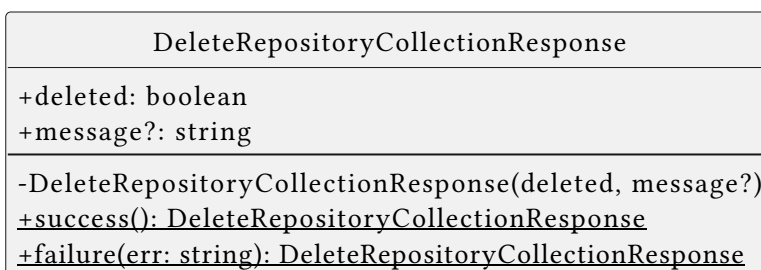 DeleteRepositoryCollectionResponse
+deleted: boolean
+message?: string
-DeleteRepositoryCollectionResponse(deleted, message?)
+success(): DeleteRepositoryCollectionResponse
+failure(err: string): DeleteRepositoryCollectionResponse